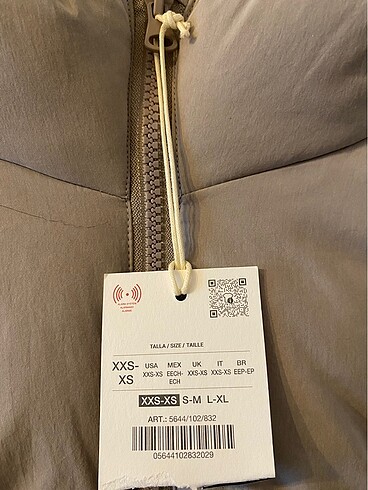 TALLA / SIZE / TAILLE
XXS-XS USA XXS-XS MEX EECH-ECH UK XXS-XS IT XXS-XS BR EEP-EP
XXS-XS S-M L-XL
ART.: 5644/102/832
05644102832029